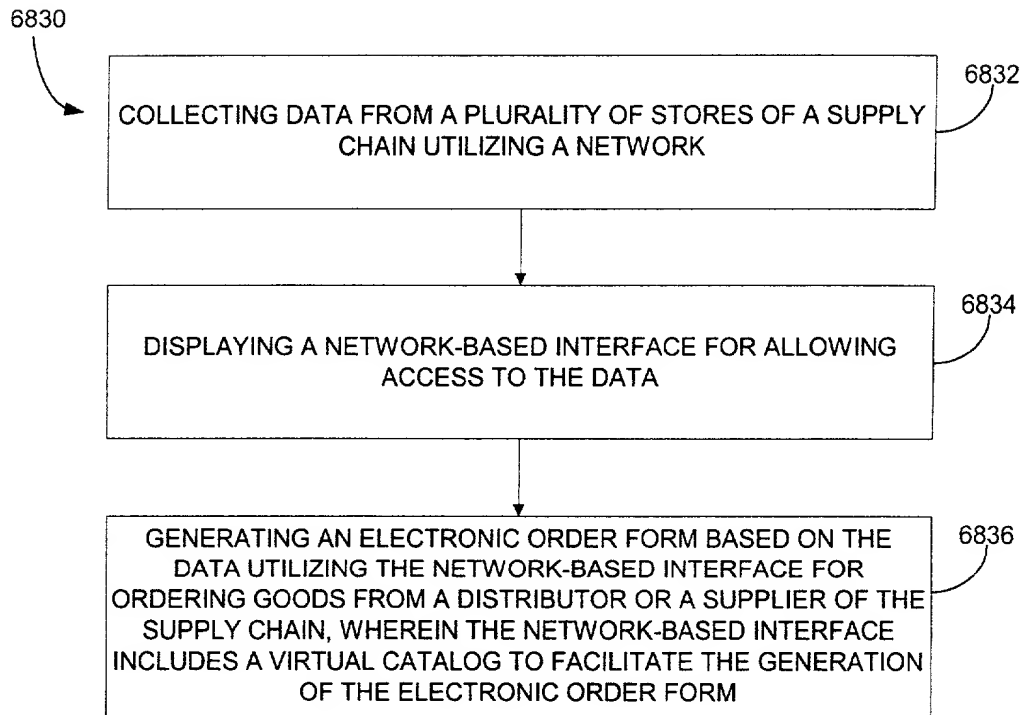 6830
6832
COLLECTING DATA FROM A PLURALITY OF STORES OF A SUPPLY
CHAIN UTILIZING A NETWORK
6834
DISPLAYING A NETWORK-BASED INTERFACE FOR ALLOWING
ACCESS TO THE DATA
6836
GENERATING AN ELECTRONIC ORDER FORM BASED ON THE
DATA UTILIZING THE NETWORK-BASED INTERFACE FOR
ORDERING GOODS FROM A DISTRIBUTOR OR A SUPPLIER OF THE
SUPPLY CHAIN, WHEREIN THE NETWORK-BASED INTERFACE
INCLUDES A VIRTUAL CATALOG TO FACILITATE THE GENERATION
OF THE ELECTRONIC ORDER FORM